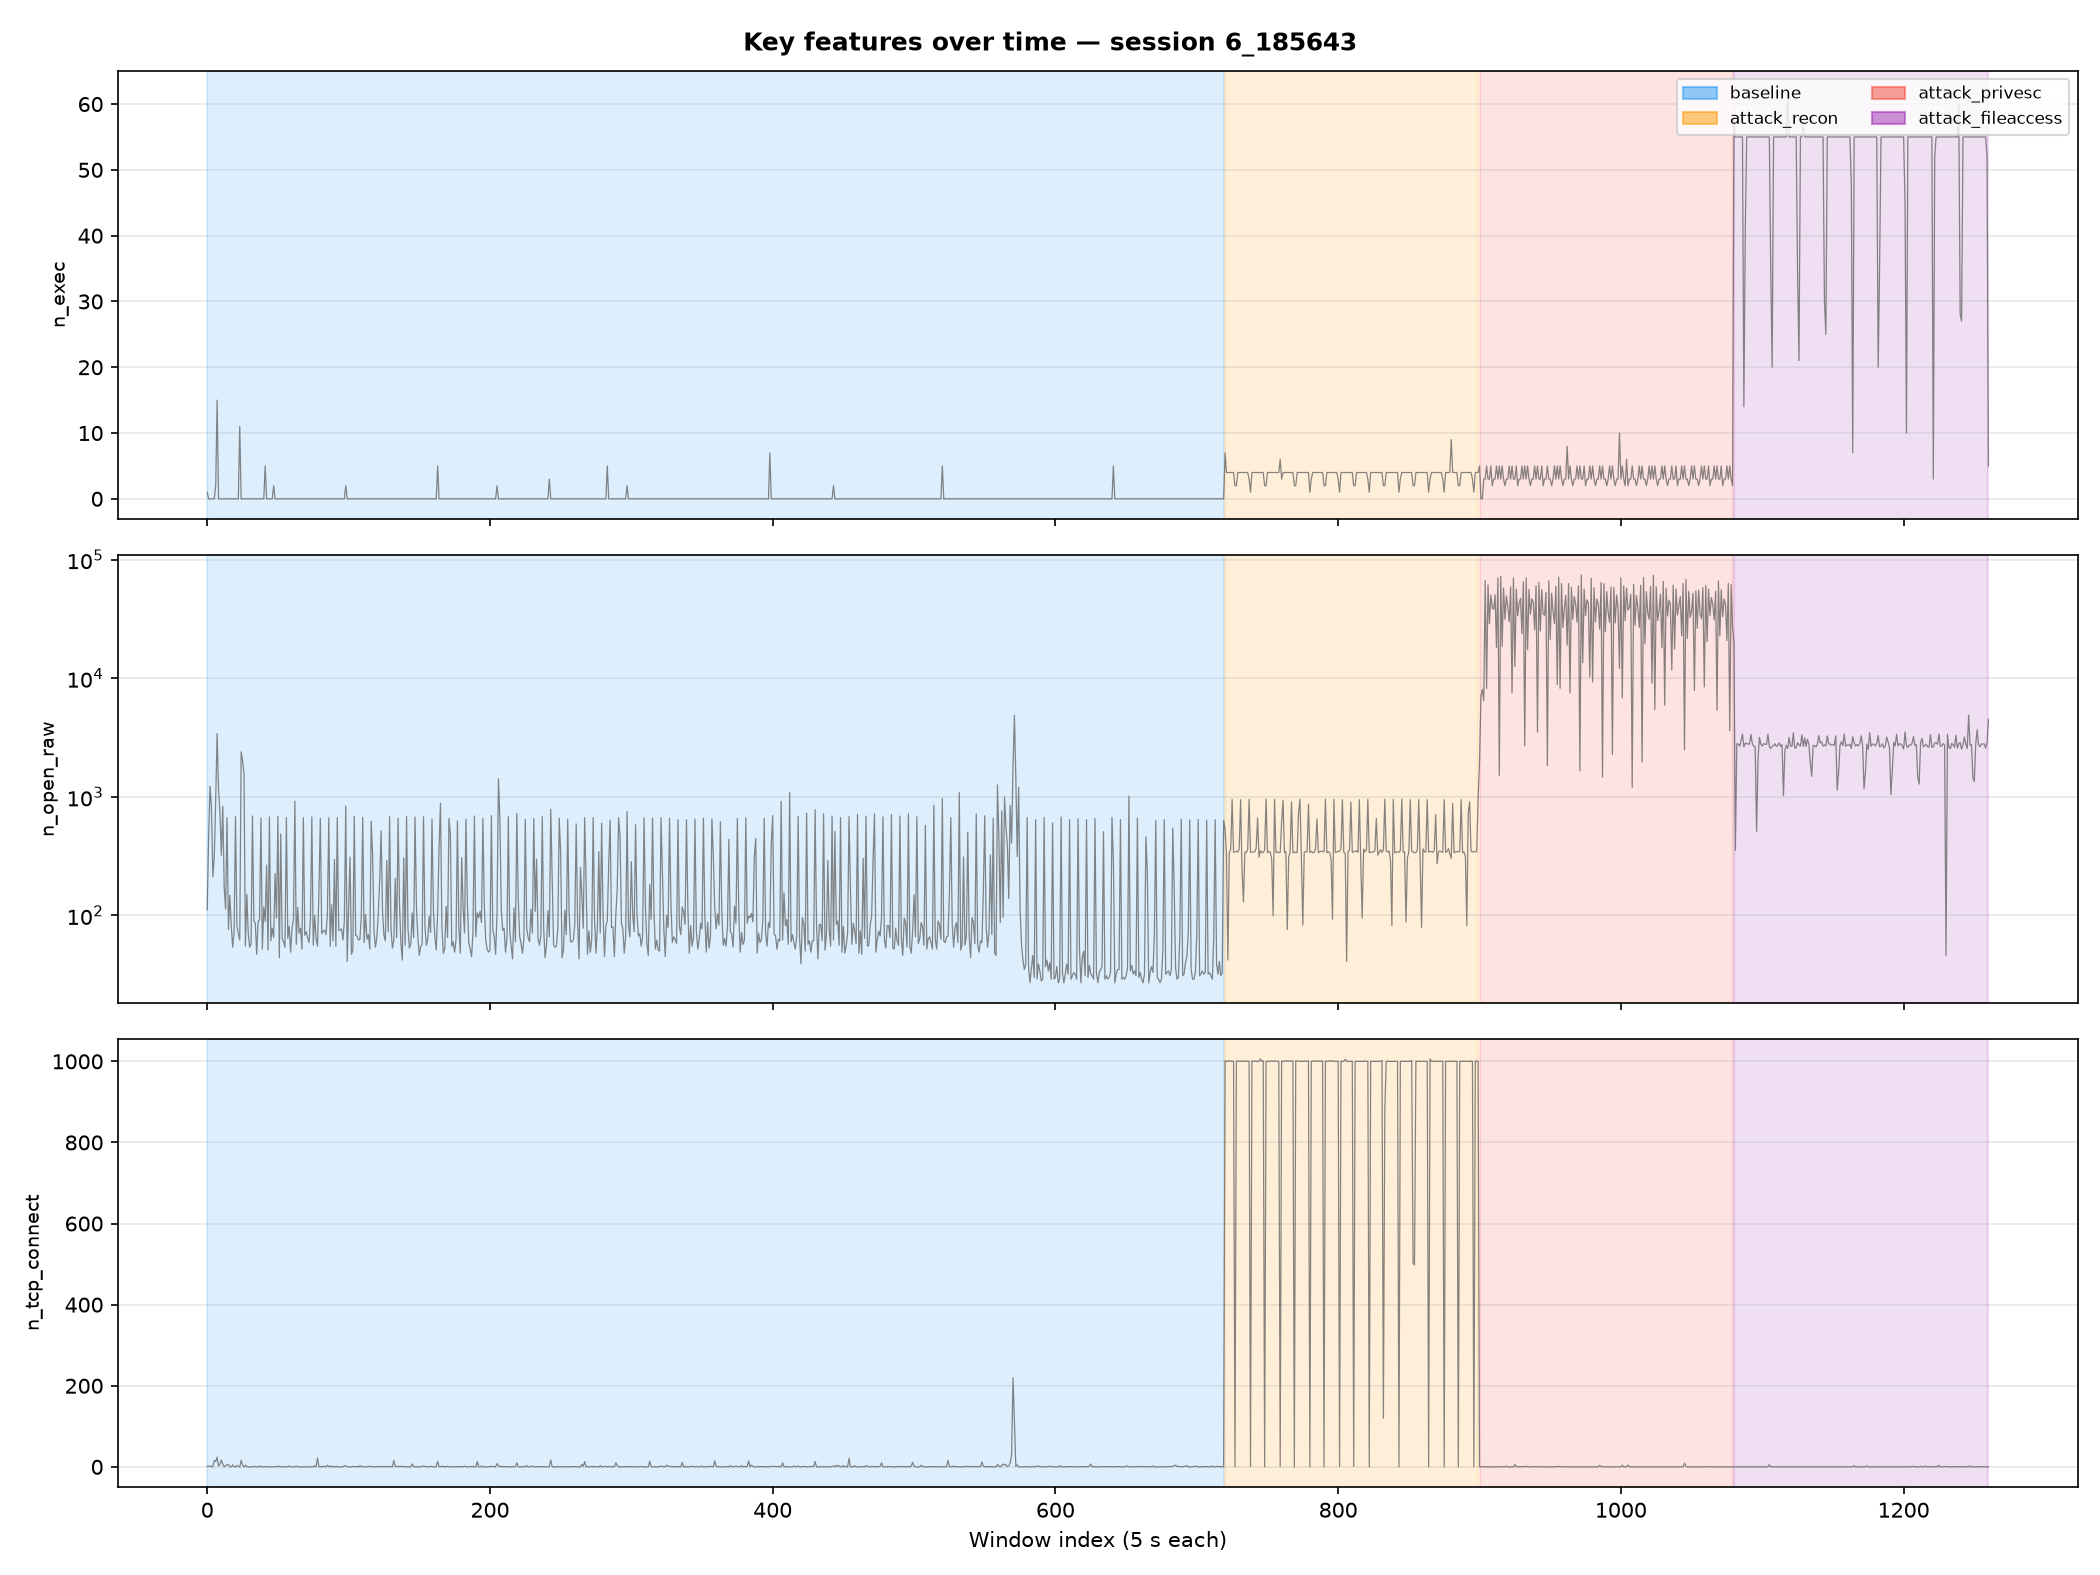 Key features over time — session 6_185643
baseline
attack_recon
attack_privesc
attack_fileaccess
n_exec
60
50
40
30
20
10
0
n_open_raw
10^5
10^4
10^3
10^2
n_tcp_connect
1000
800
600
400
200
0
0 200 400 600 800 1000 1200
Window index (5 s each)